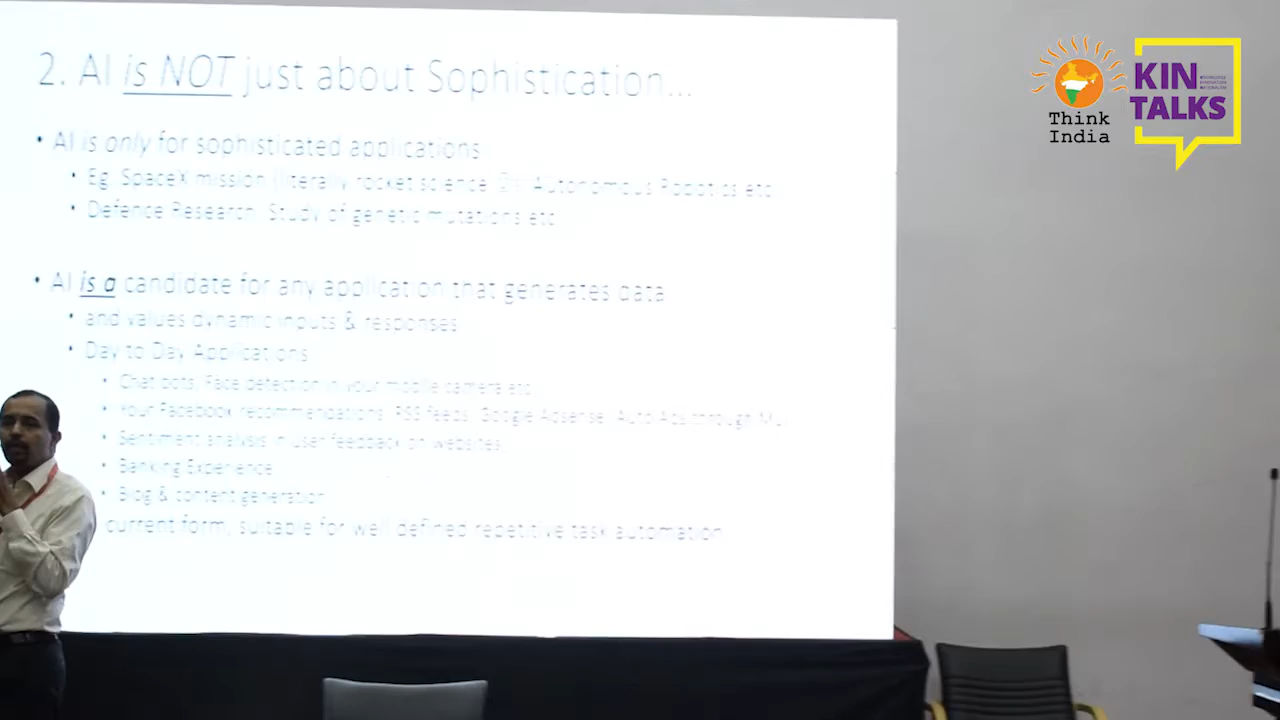 2. AI is NOT just about Sophistication...
• AI is only for sophisticated applications
• Eg. SpaceX mission (literally rocket science Autonomous Robotics etc
• Defence Research, Study of genetic mutations etc
• AI is a candidate for any application that generates data
• and values dynamic inputs & responses
• Day to Day Applications
• Chat bots, Face detection in your mobile camera etc
• Your Facebook recommendations, RSS feeds, Google Adsense, Auto Ads through
• Sentiment analysis in user feedback on websites
• Banking Experience
• Blog & content generation
current form, suitable for well defined repetitive task automation
Think
India
KIN
TALKS